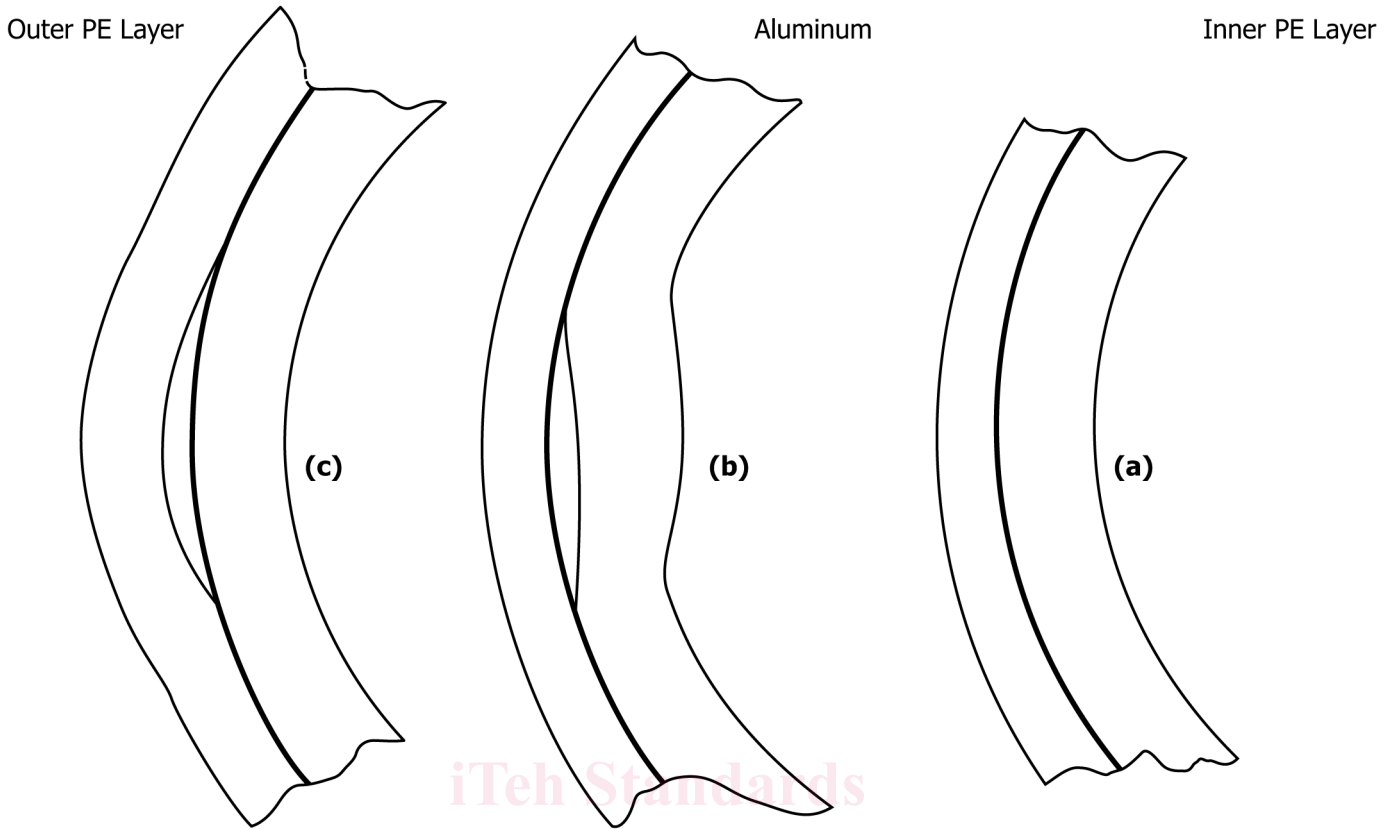 Outer PE Layer
Aluminum
Inner PE Layer
(c)
(b)
(a)
iTeh Standards